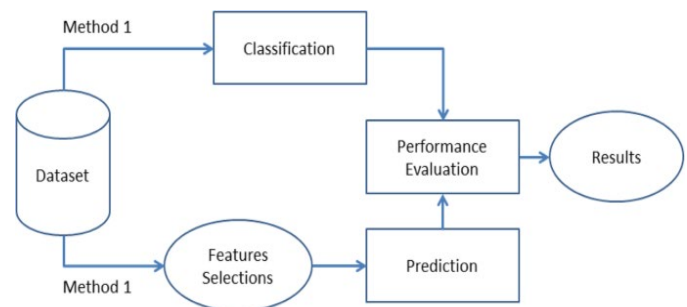 Method 1
Classification
Dataset
Performance
Evaluation
Results
Features
Selections
Prediction
Method 1